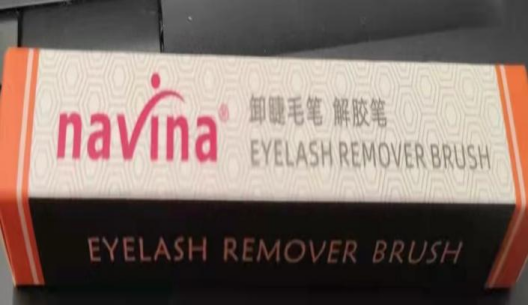 navina®
卸睫毛笔 解胶笔
EYELASH REMOVER BRUSH
EYELASH REMOVER BRUSH